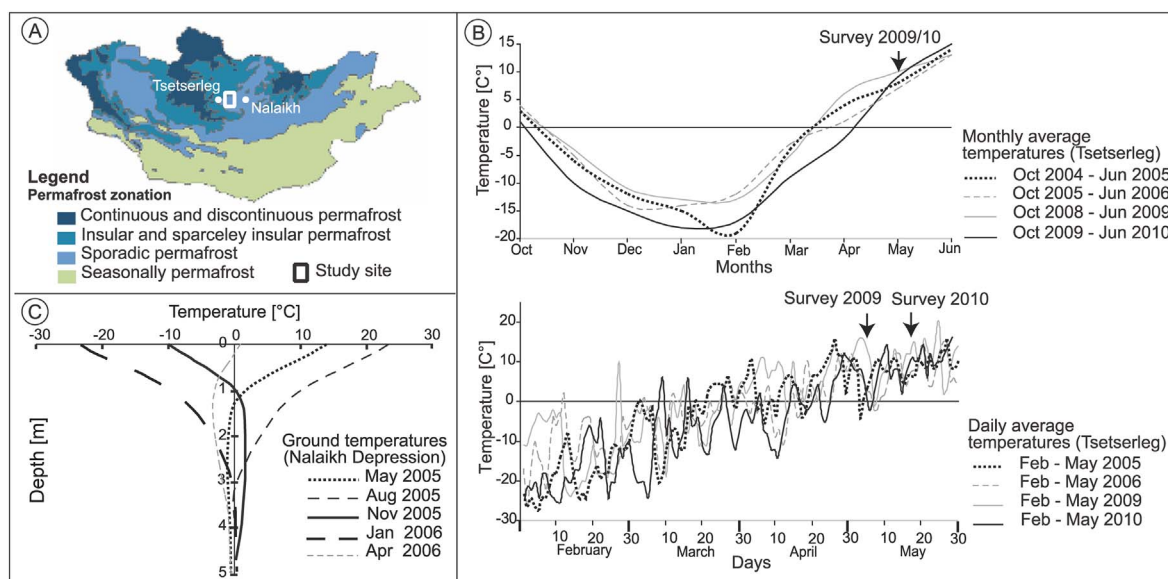 A
Tsetserleg
Nalaikh
Legend
Permafrost zonation
Continuous and discontinuous permafrost
Insular and sparceley insular permafrost
Sporadic permafrost
Seasonally permafrost
Study site
B
Survey 2009/10
Temperature [C°]
15
10
5
0
-5
-10
-15
-20
Oct Nov Dec Jan Feb Mar Apr May Jun
Months
Monthly average
temperatures (Tsetserleg)
Oct 2004 - Jun 2005
Oct 2005 - Jun 2006
Oct 2008 - Jun 2009
Oct 2009 - Jun 2010
C
Temperature [°C]
-30 -20 -10 0 10 20 30
Depth [m]
1
2
3
4
5
Ground temperatures
(Nalaikh Depression)
May 2005
Aug 2005
Nov 2005
Jan 2006
Apr 2006
Survey 2009 Survey 2010
Temperature [C°]
20
10
0
-10
-20
-30
10 20 30 10 20 30 10 20 30 10 20 30
February March April May
Days
Daily average
temperatures (Tsetserleg)
Feb - May 2005
Feb - May 2006
Feb - May 2009
Feb - May 2010